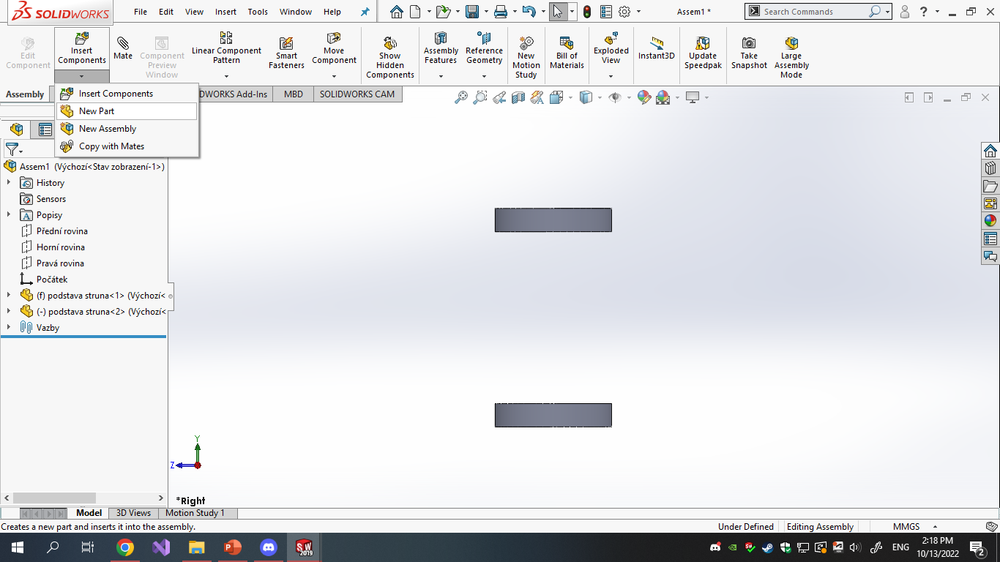 SOLIDWORKS
File Edit View Insert Tools Window Help
Assem1 *
Search Commands
?
Edit Component
Insert Components
Mate
Component Preview Window
Linear Component Pattern
Smart Fasteners
Move Component
Show Hidden Components
Assembly Features
Reference Geometry
New Motion Study
Bill of Materials
Exploded View
Instant3D
Update Speedpak
Take Snapshot
Large Assembly Mode
Assembly
DWORKS Add-Ins
MBD
SOLIDWORKS CAM
Insert Components
New Part
New Assembly
Copy with Mates
Assem1 (Výchozí<Stav zobrazení-1>)
History
Sensors
Popisy
Přední rovina
Horní rovina
Pravá rovina
Počátek
(f) podstava struna<1> (Výchozí<
(-) podstava struna<2> (Výchozí<
Vazby
Y
Z
*Right
Model
3D Views
Motion Study 1
Creates a new part and inserts it into the assembly.
Under Defined
Editing Assembly
MMGS
SW
2019
ENG
2:18 PM
10/13/2022
2